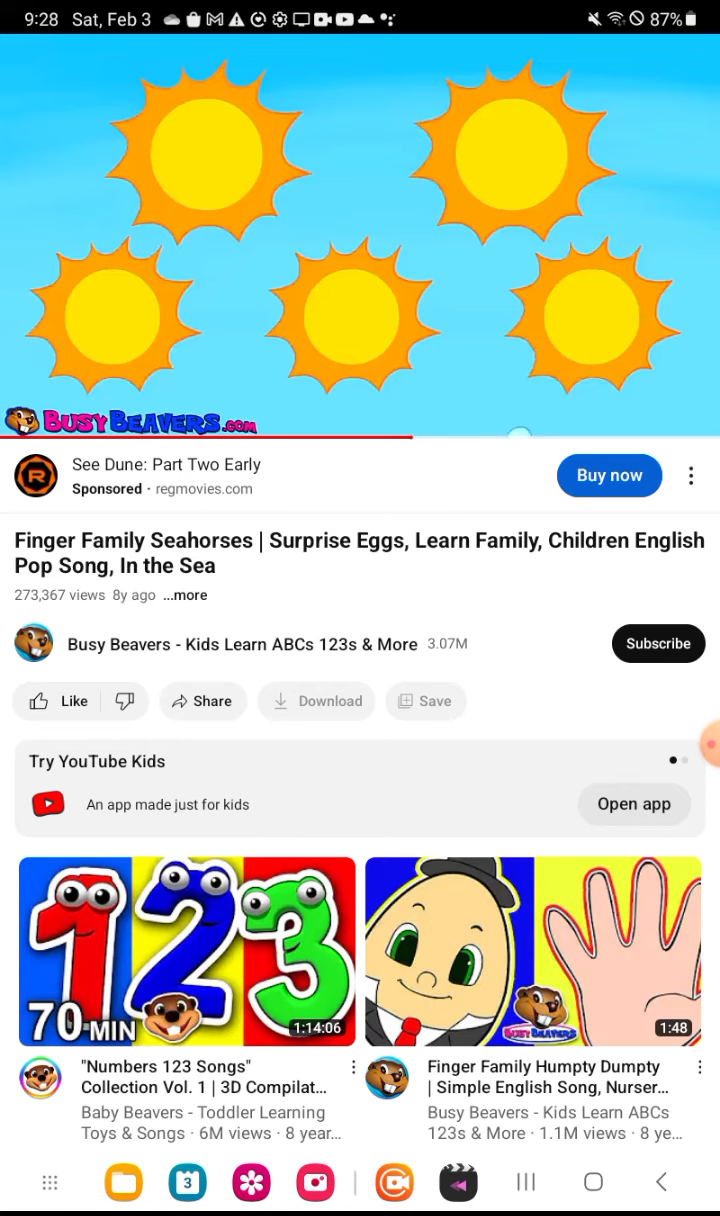 9:28 Sat, Feb 3
87%
BUSYBEAVERS.COM
See Dune: Part Two Early
Sponsored · regmovies.com
Buy now
Finger Family Seahorses | Surprise Eggs, Learn Family, Children English
Pop Song, In the Sea
273,367 views 8y ago ...more
Busy Beavers - Kids Learn ABCs 123s & More 3.07M
Subscribe
Like
Share
Download
Save
Try YouTube Kids
An app made just for kids
Open app
123
70 MIN
1:14:06
BUSY BEAVERS
1:48
"Numbers 123 Songs"
Collection Vol. 1 | 3D Compilat...
Baby Beavers - Toddler Learning
Toys & Songs · 6M views · 8 year...
Finger Family Humpty Dumpty
| Simple English Song, Nurser...
Busy Beavers - Kids Learn ABCs
123s & More · 1.1M views · 8 ye...
3